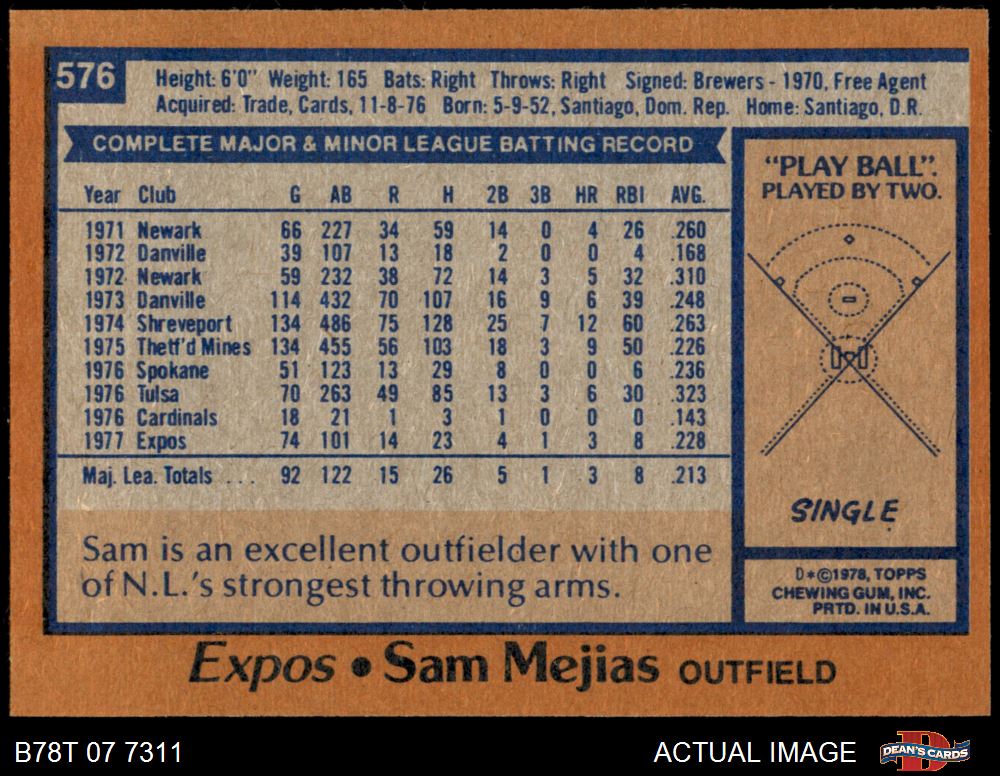 576
Height: 6'0" Weight: 165 Bats: Right Throws: Right Signed: Brewers - 1970, Free Agent
Acquired: Trade, Cards, 11-8-76 Born: 5-9-52, Santiago, Dom. Rep. Home: Santiago, D.R.
COMPLETE MAJOR & MINOR LEAGUE BATTING RECORD
Year Club G AB R H 2B 3B HR RBI AVG.
1971 Newark 66 227 34 59 14 0 4 26 .260
1972 Danville 39 107 13 18 2 0 0 4 .168
1972 Newark 59 232 38 72 14 3 5 32 .310
1973 Danville 114 432 70 107 16 9 6 39 .248
1974 Shreveport 134 486 75 128 25 7 12 60 .263
1975 Thetf'd Mines 134 455 56 103 18 3 9 50 .226
1976 Spokane 51 123 13 29 8 0 0 6 .236
1976 Tulsa 70 263 49 85 13 3 6 30 .323
1976 Cardinals 18 21 1 3 1 0 0 0 .143
1977 Expos 74 101 14 23 4 1 3 8 .228
Maj. Lea. Totals ... 92 122 15 26 5 1 3 8 .213
Sam is an excellent outfielder with one
of N.L.'s strongest throwing arms.
"PLAY BALL".
PLAYED BY TWO.
SINGLE
D*©1978, TOPPS
CHEWING GUM, INC.
PRTD. IN U.S.A.
Expos • Sam Mejias OUTFIELD
B78T 07 7311
ACTUAL IMAGE
DEAN'S CARDS